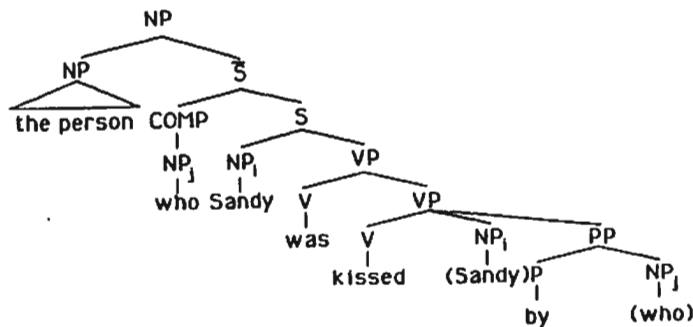 NP
NP S̄
the person COMP S
NPj NPi VP
who Sandy V VP
was V NPi PP
kissed (Sandy) P NPj
by (who)